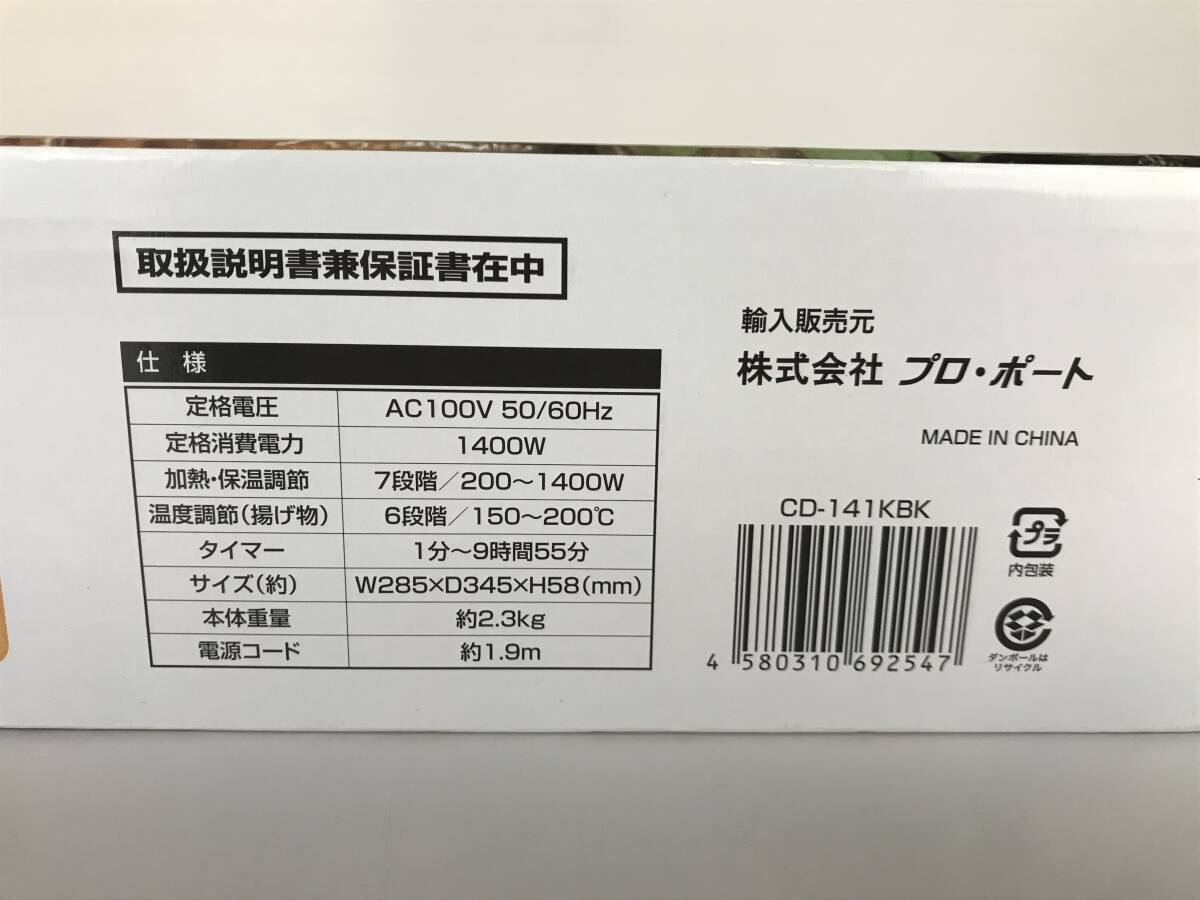 取扱説明書兼保証書在中
仕様
定格電圧 AC100V 50/60Hz
定格消費電力 1400W
加熱・保温調節 7段階／200〜1400W
温度調節（揚げ物） 6段階／150〜200℃
タイマー 1分〜9時間55分
サイズ（約） W285×D345×H58（mm）
本体重量 約2.3kg
電源コード 約1.9m
輸入販売元
株式会社 プロ・ポート
MADE IN CHINA
CD-141KBK
4 580310 692547
プラ
内包装
ダンボールは
リサイクル